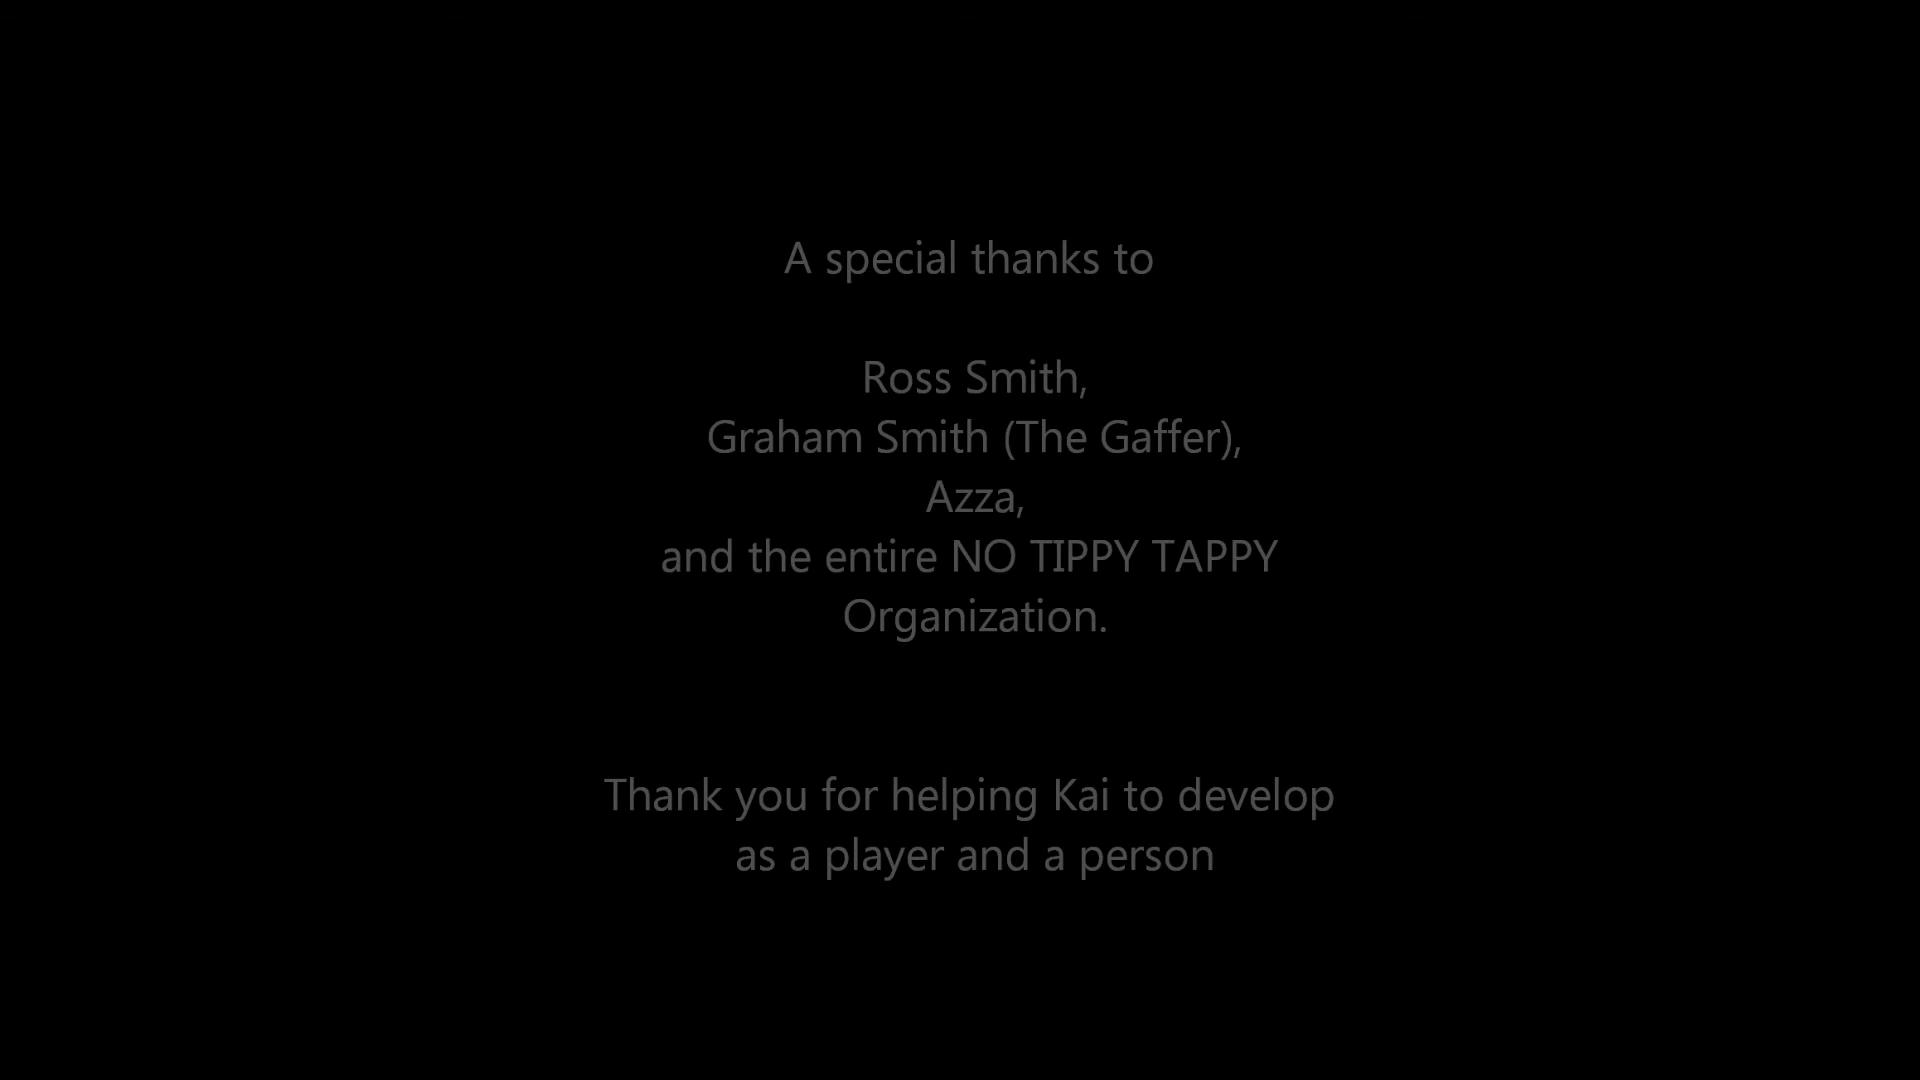 A special thanks to
Ross Smith,
Graham Smith (The Gaffer),
Azza,
and the entire NO TIPPY TAPPY
Organization.
Thank you for helping Kai to develop
as a player and a person